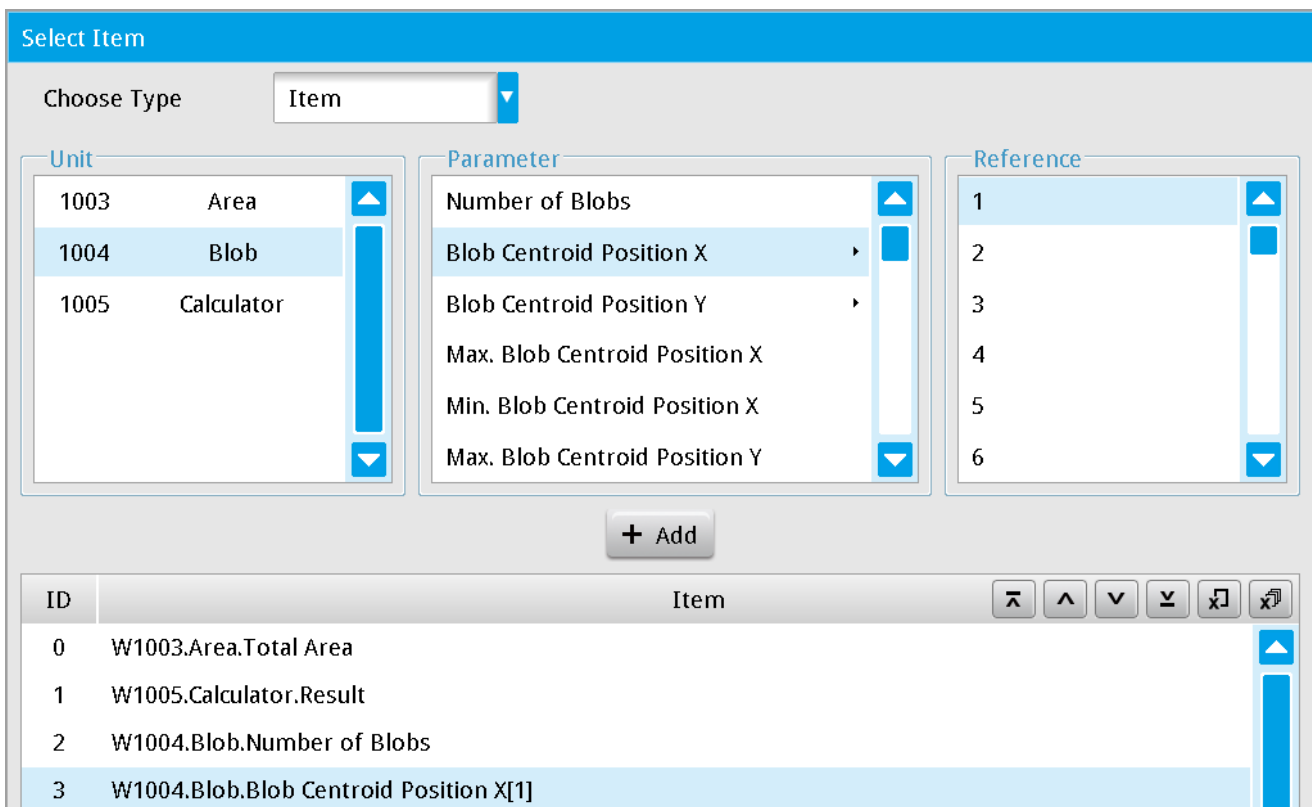 Select Item
Choose Type Item
Unit Parameter Reference
1003 Area Number of Blobs 1
1004 Blob Blob Centroid Position X 2
1005 Calculator Blob Centroid Position Y 3
Max. Blob Centroid Position X 4
Min. Blob Centroid Position X 5
Max. Blob Centroid Position Y 6
+ Add
ID Item
0 W1003.Area.Total Area
1 W1005.Calculator.Result
2 W1004.Blob.Number of Blobs
3 W1004.Blob.Blob Centroid Position X[1]